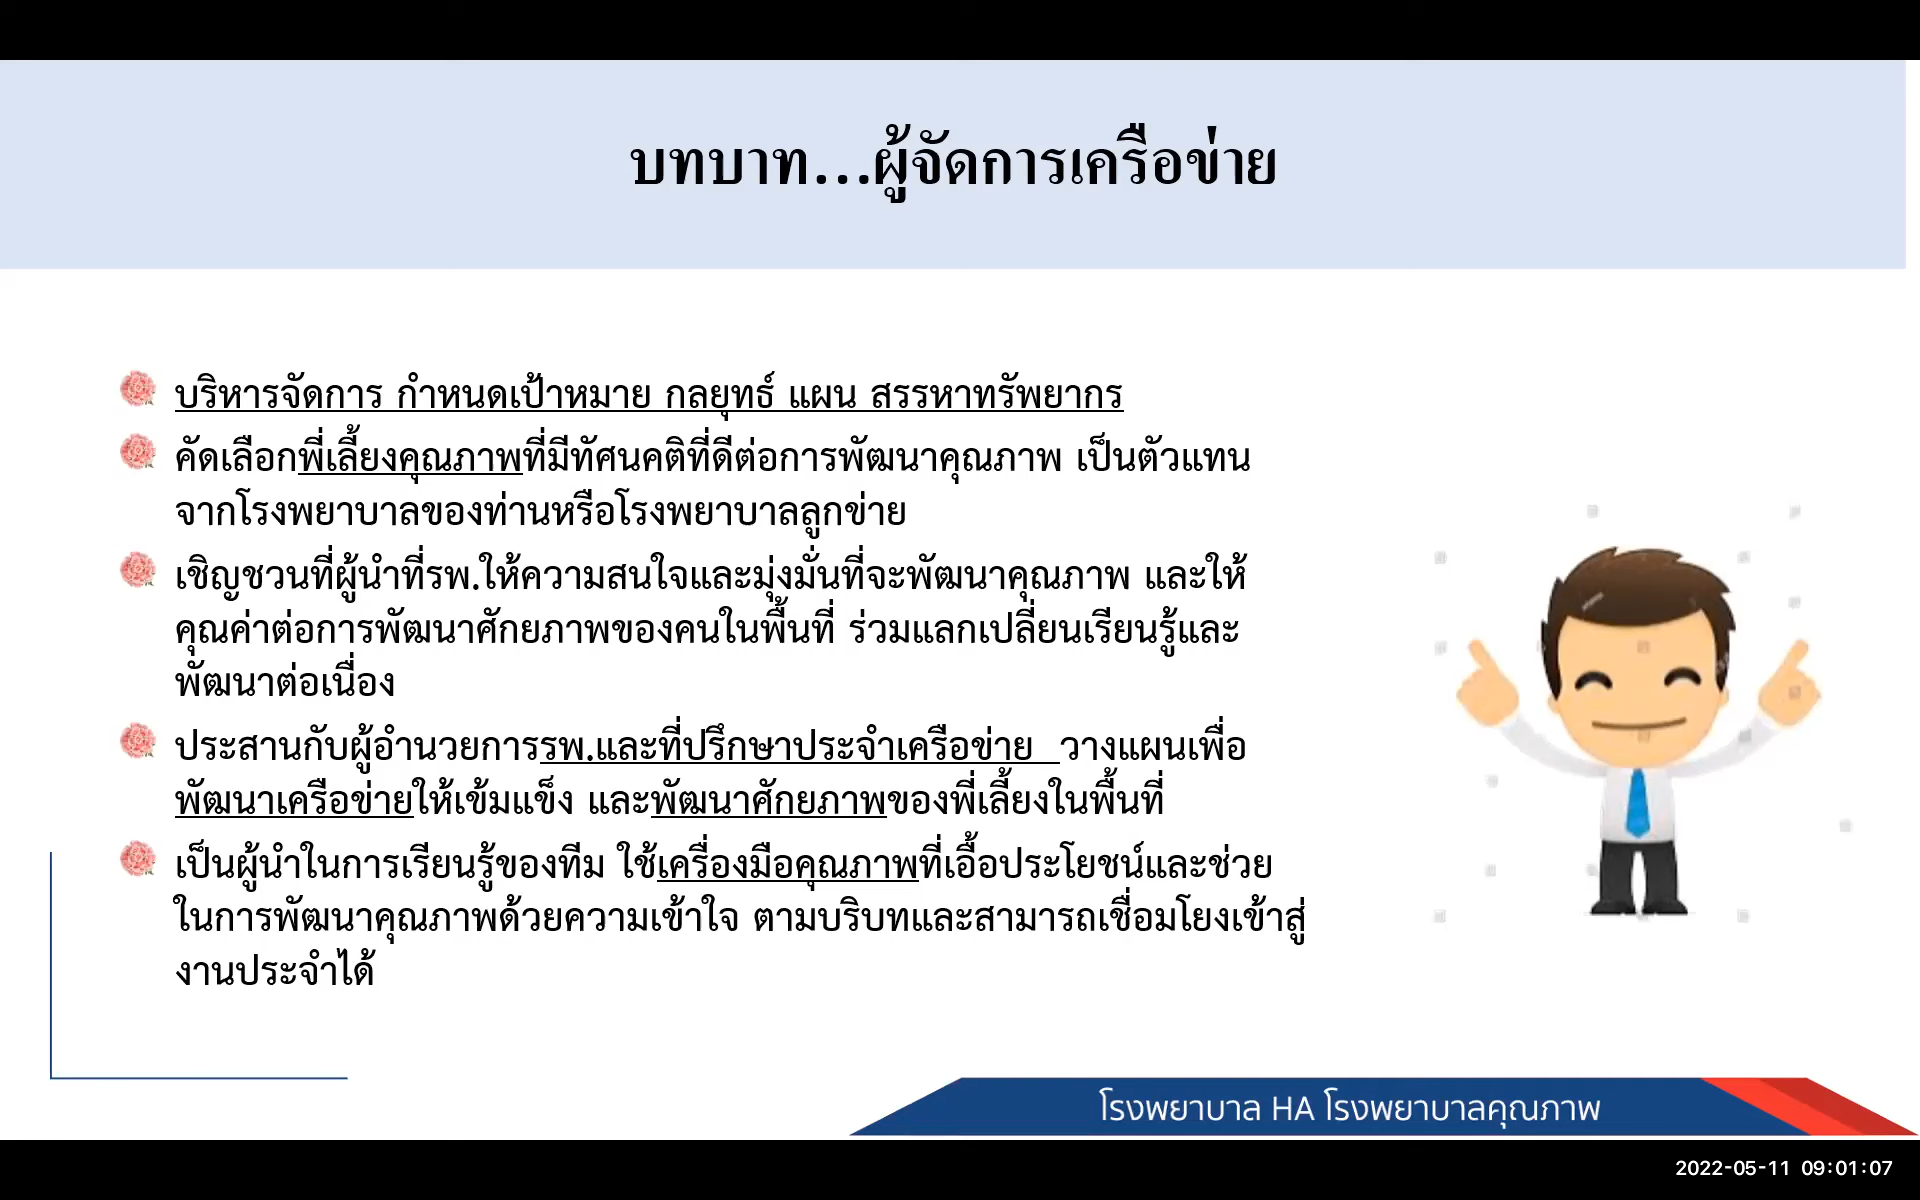 บทบาท...ผู้จัดการเครือข่าย
บริหารจัดการ กำหนดเป้าหมาย กลยุทธ์ แผน สรรหาทรัพยากร
คัดเลือกพี่เลี้ยงคุณภาพที่มีทัศนคติที่ดีต่อการพัฒนาคุณภาพ เป็นตัวแทน
จากโรงพยาบาลของท่านหรือโรงพยาบาลลูกข่าย
เชิญชวนที่ผู้นำที่รพ.ให้ความสนใจและมุ่งมั่นที่จะพัฒนาคุณภาพ และให้
คุณค่าต่อการพัฒนาศักยภาพของคนในพื้นที่ ร่วมแลกเปลี่ยนเรียนรู้และ
พัฒนาต่อเนื่อง
ประสานกับผู้อำนวยการรพ.และที่ปรึกษาประจำเครือข่าย วางแผนเพื่อ
พัฒนาเครือข่ายให้เข้มแข็ง และพัฒนาศักยภาพของพี่เลี้ยงในพื้นที่
เป็นผู้นำในการเรียนรู้ของทีม ใช้เครื่องมือคุณภาพที่เอื้อประโยชน์และช่วย
ในการพัฒนาคุณภาพด้วยความเข้าใจ ตามบริบทและสามารถเชื่อมโยงเข้าสู่
งานประจำได้
โรงพยาบาล HA โรงพยาบาลคุณภาพ
2022-05-11 09:01:07